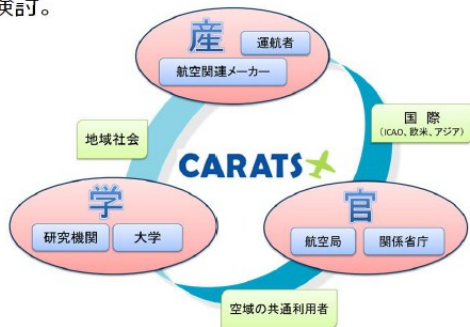 検討。
産
運航者
航空関連メーカー
地域社会
国 際
(ICAO、欧米、アジア)
CARATS
学
研究機関
大学
官
航空局
関係省庁
空域の共通利用者